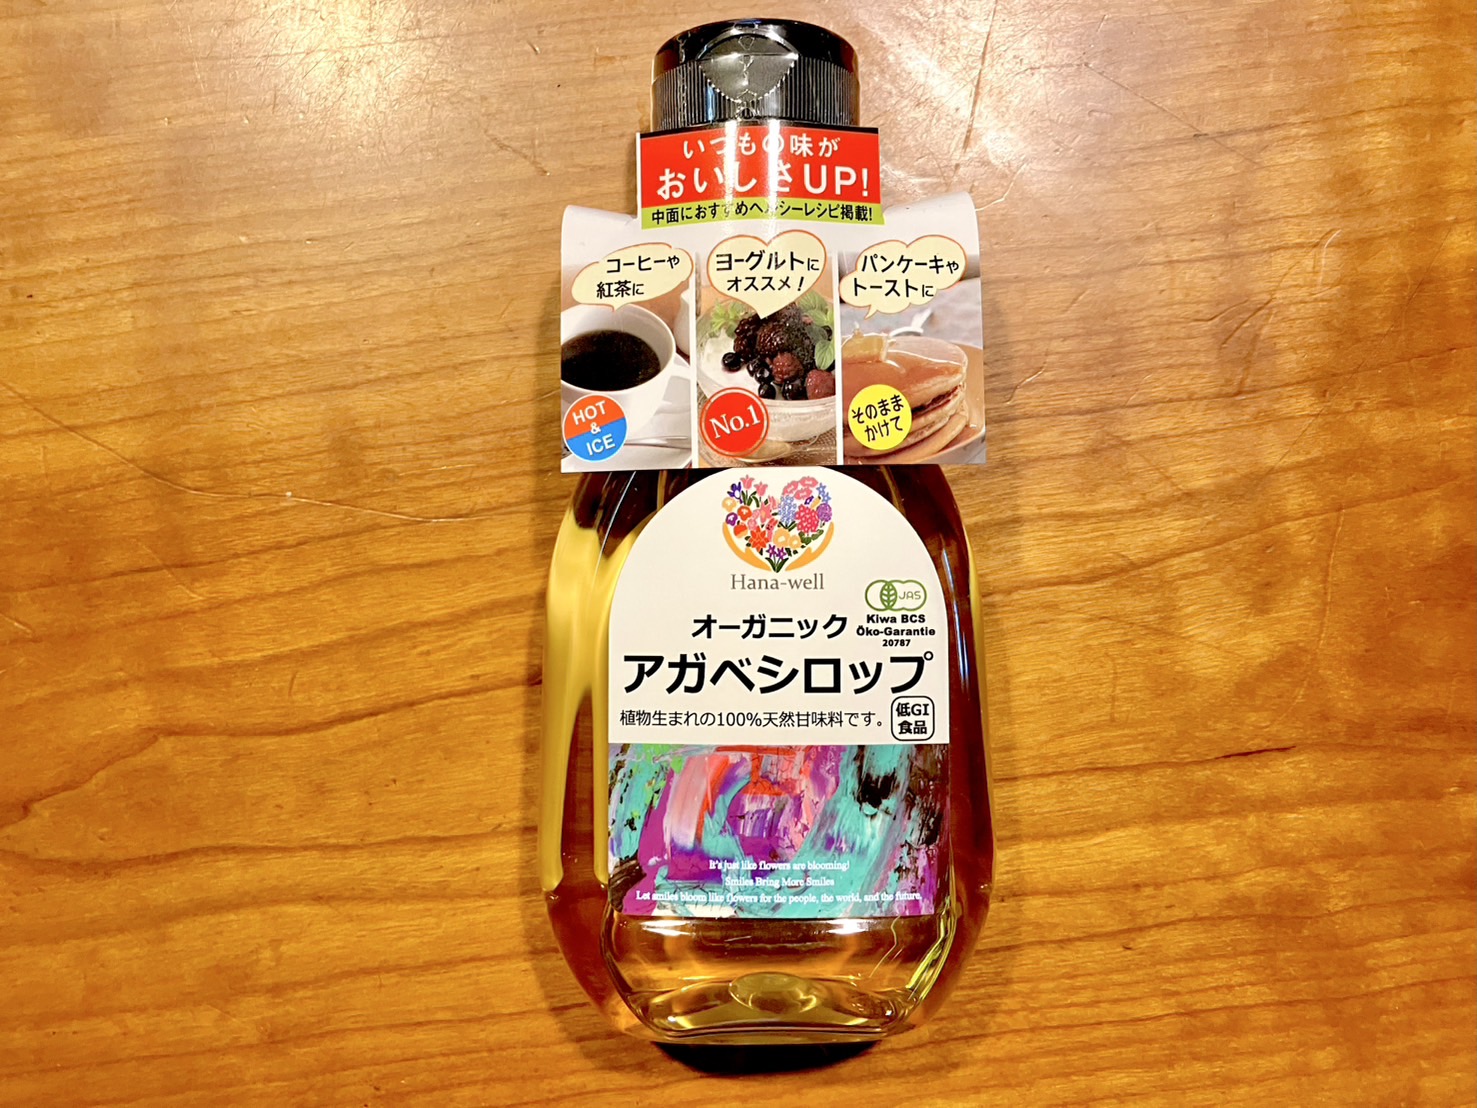 いつもの味が
おいしさUP!
中面におすすめヘルシーレシピ掲載!
コーヒーや
紅茶に
HOT
&
ICE
ヨーグルトに
オススメ!
No.1
パンケーキや
トーストに
そのまま
かけて
Hana-well
JAS
Kiwa BCS
Öko-Garantie
20787
オーガニック
アガベシロップ
植物生まれの100%天然甘味料です。
低GI
食品
It's just like flowers are blooming!
Smiles Bring More Smiles
Let smiles bloom like flowers for the people, the world, and the future.